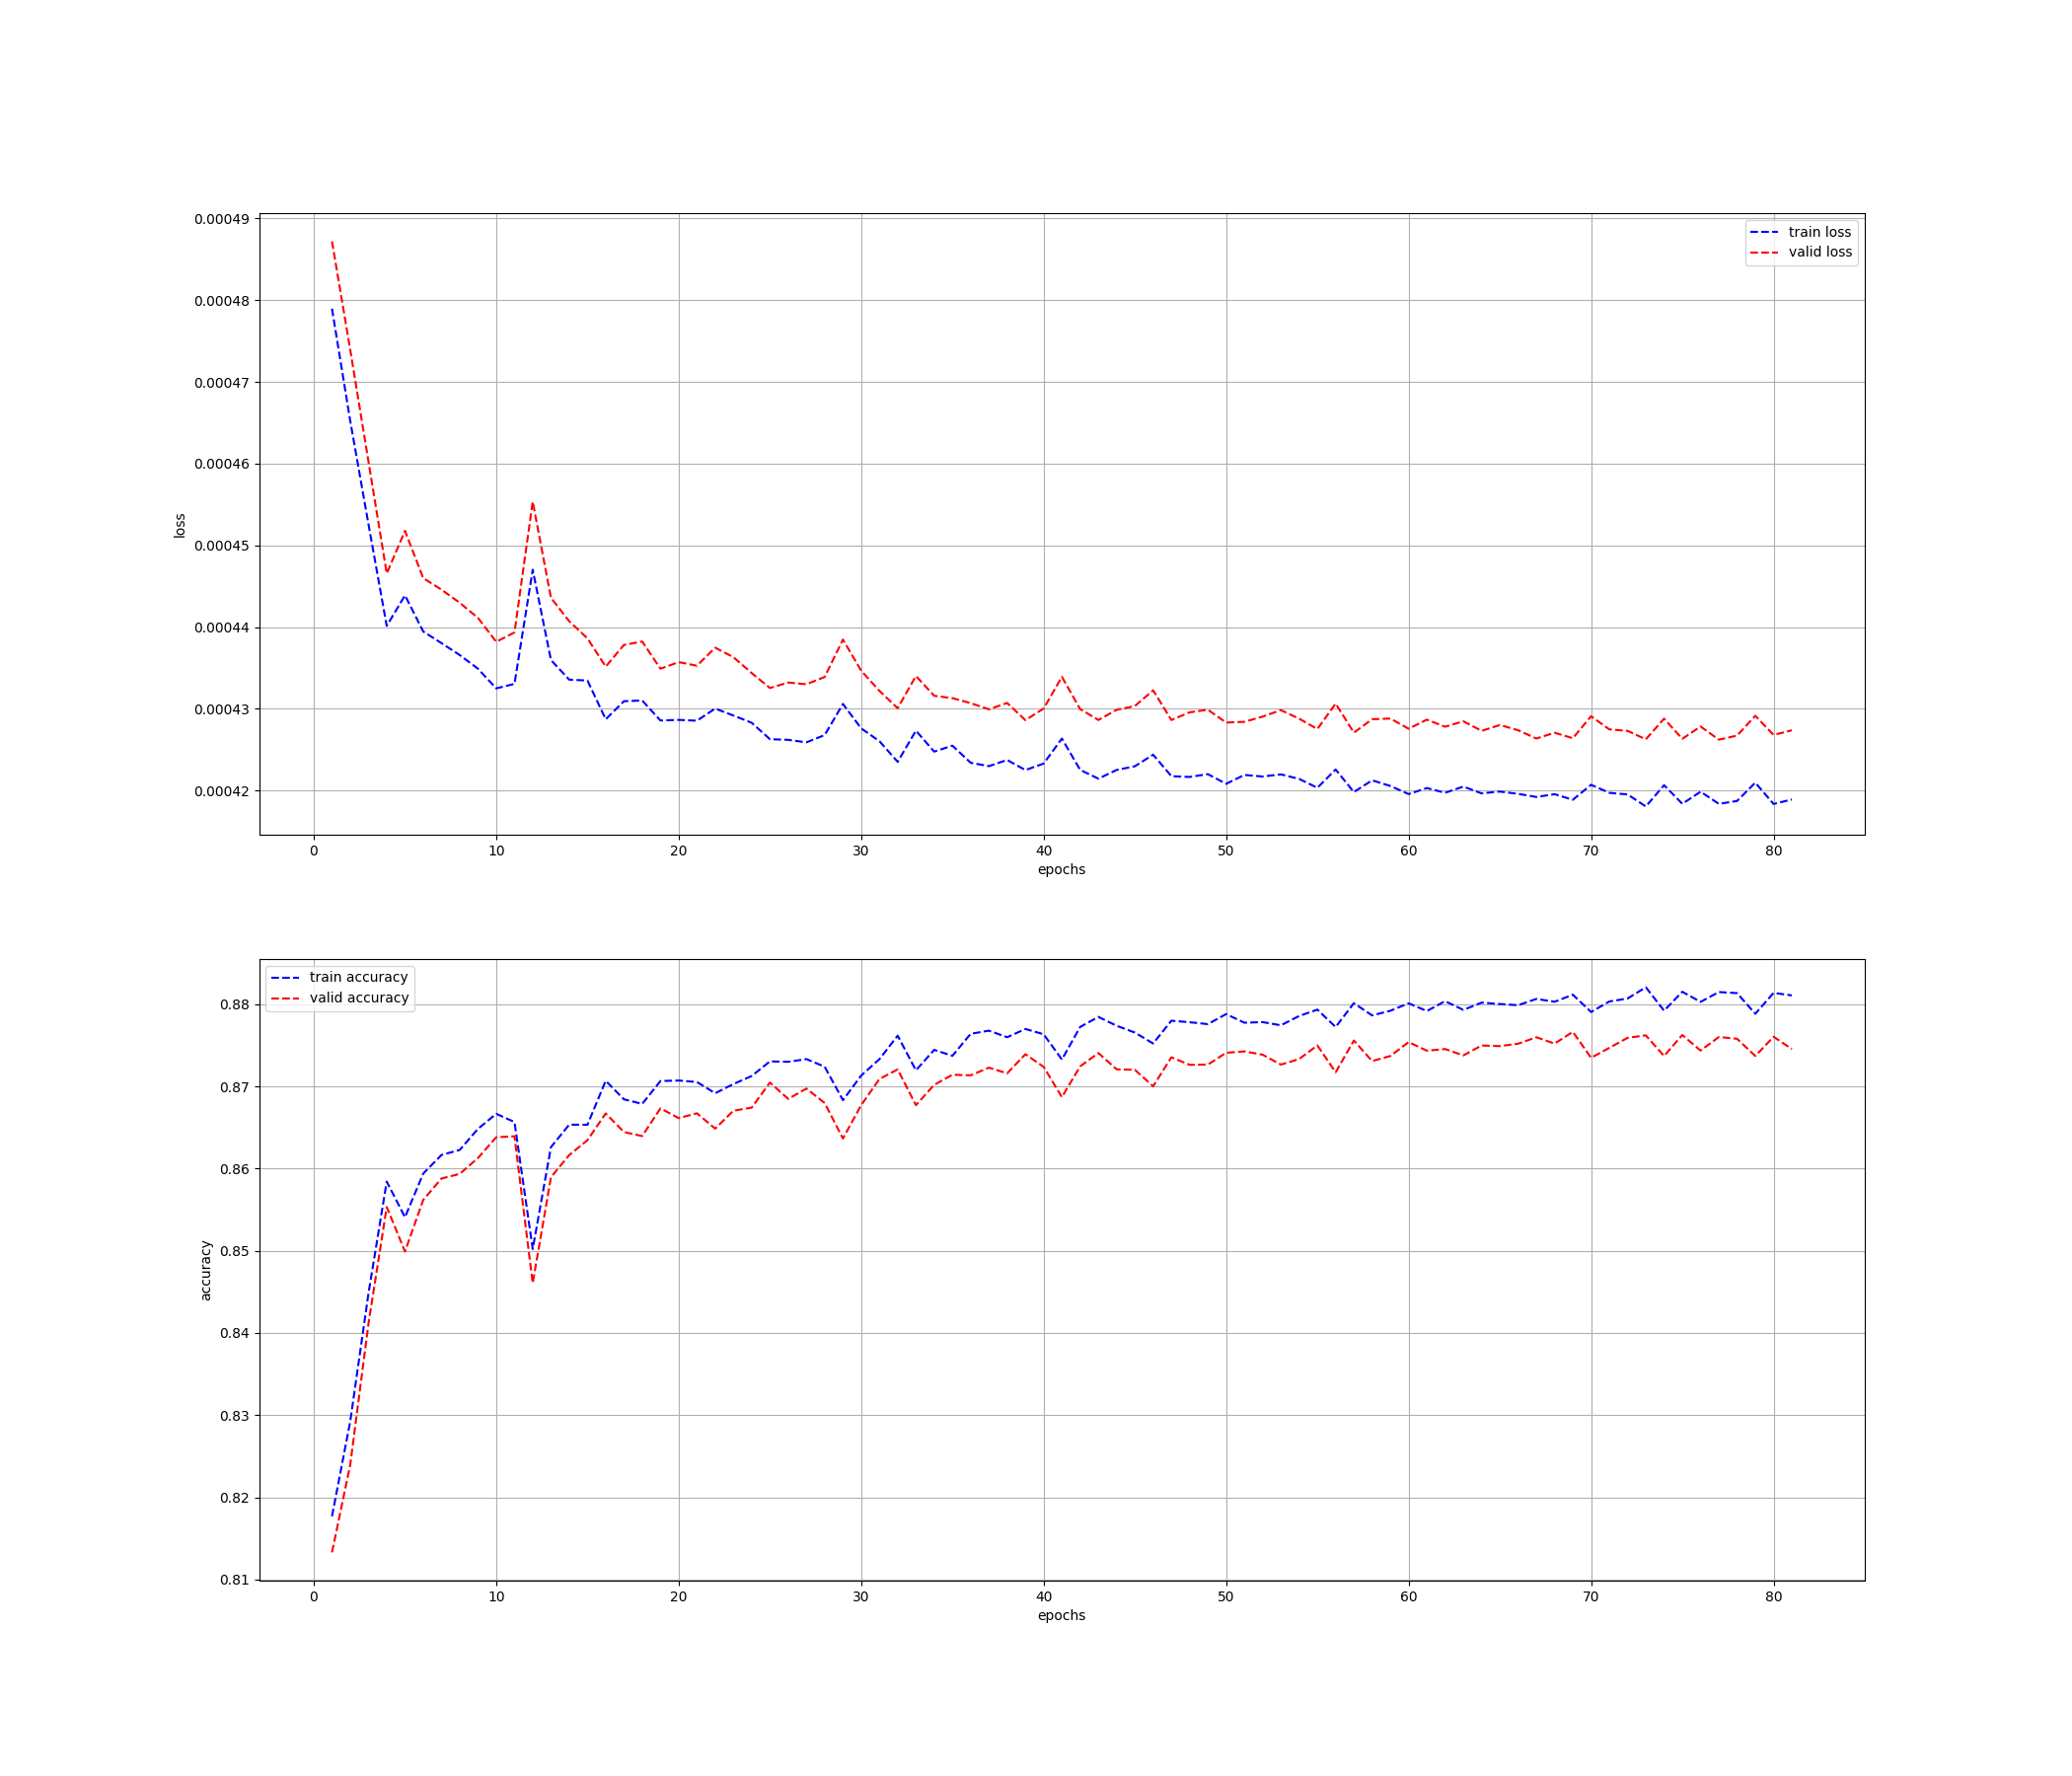 0.00049
0.00048
0.00047
0.00046
0.00045
0.00044
0.00043
0.00042
loss
train loss
valid loss
0 10 20 30 40 50 60 70 80
epochs
train accuracy
valid accuracy
0.88
0.87
0.86
0.85
0.84
0.83
0.82
0.81
accuracy
0 10 20 30 40 50 60 70 80
epochs